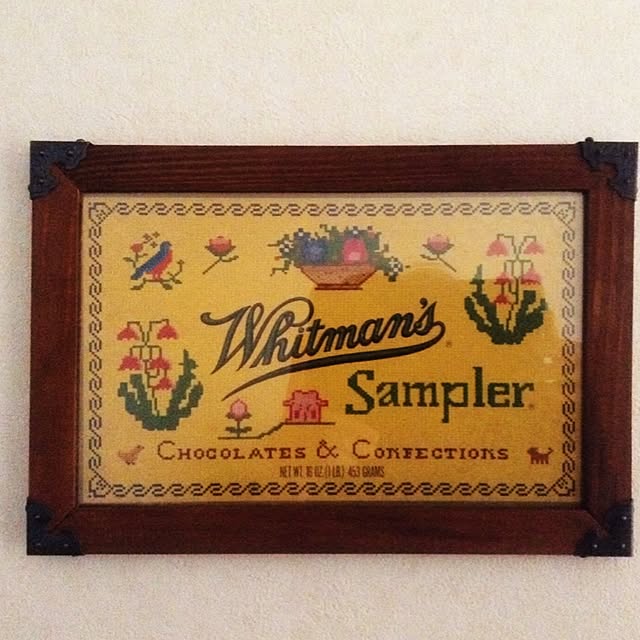 Whitman's®
Sampler®
CHOCOLATES & CONFECTIONS
NET WT. 16 OZ. (1 LB.) 453 GRAMS